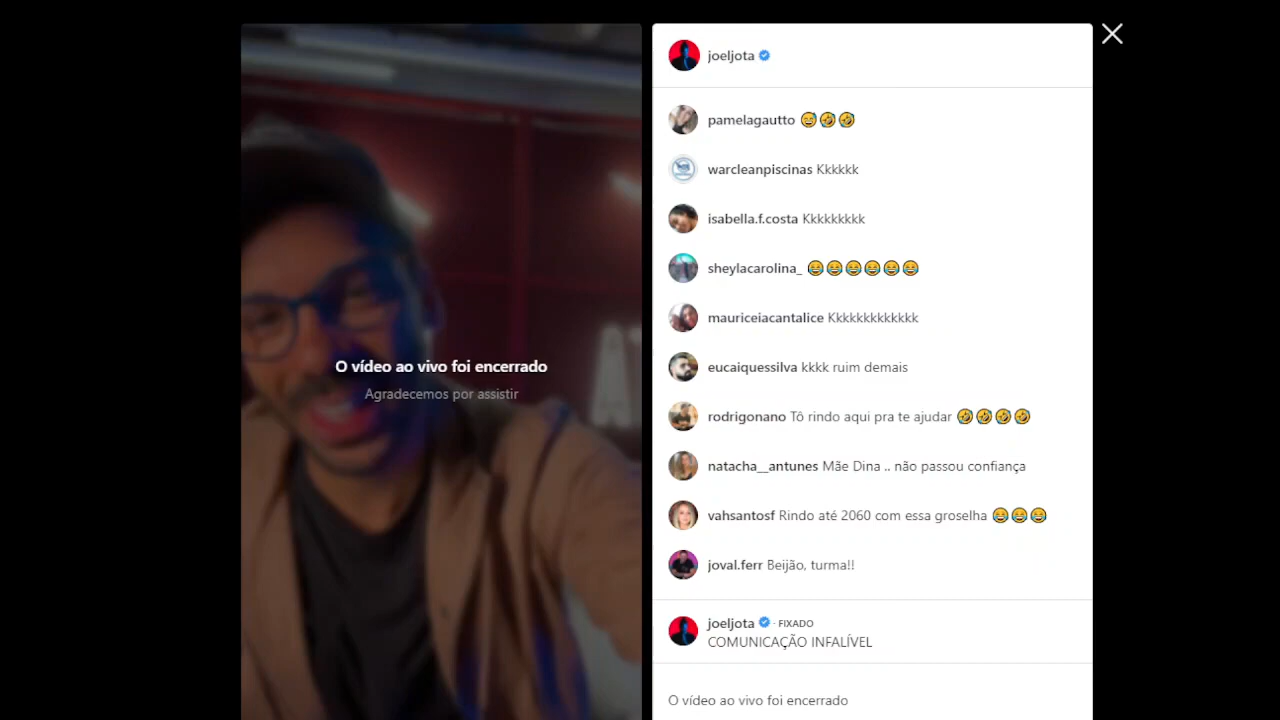 joeljota
pamelagautto 😅🤣🤣
warcleanpiscinas Kkkkkk
isabella.f.costa Kkkkkkkkk
sheylacarolina_ 😂😂😂😂😂😂
mauriceiacantalice Kkkkkkkkkkkkk
eucaiquessilva kkkk ruim demais
O vídeo ao vivo foi encerrado
Agradecemos por assistir
rodrigonano Tô rindo aqui pra te ajudar 🤣🤣🤣🤣
natacha__antunes Mãe Dina .. não passou confiança
vahsantosf Rindo até 2060 com essa groselha 😂😂😂
joval.ferr Beijão, turma!!
joeljota · FIXADO
COMUNICAÇÃO INFALÍVEL
O vídeo ao vivo foi encerrado